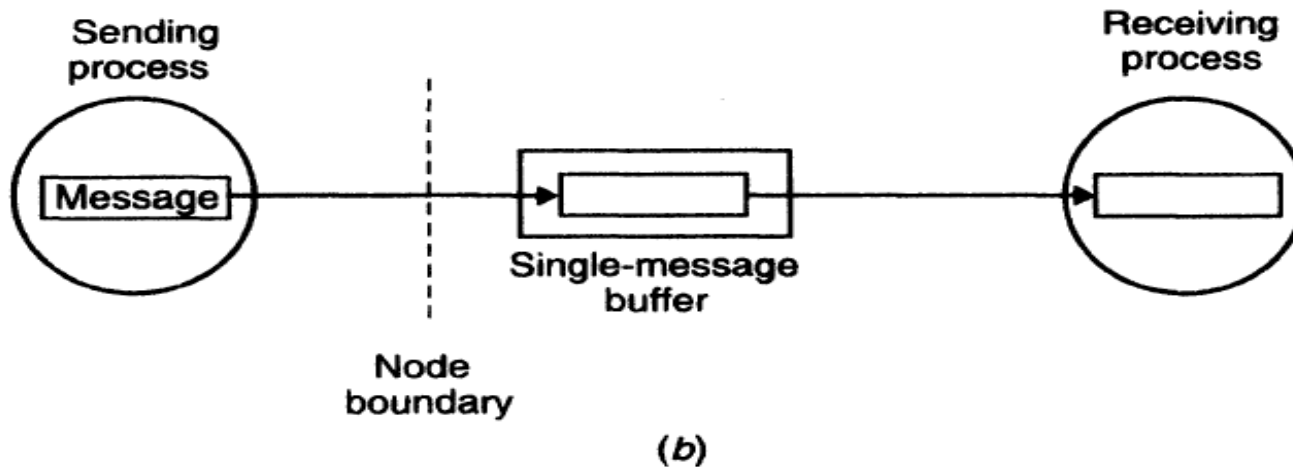 Sending
process
Receiving
process
Message
Single-message
buffer
Node
boundary
(b)